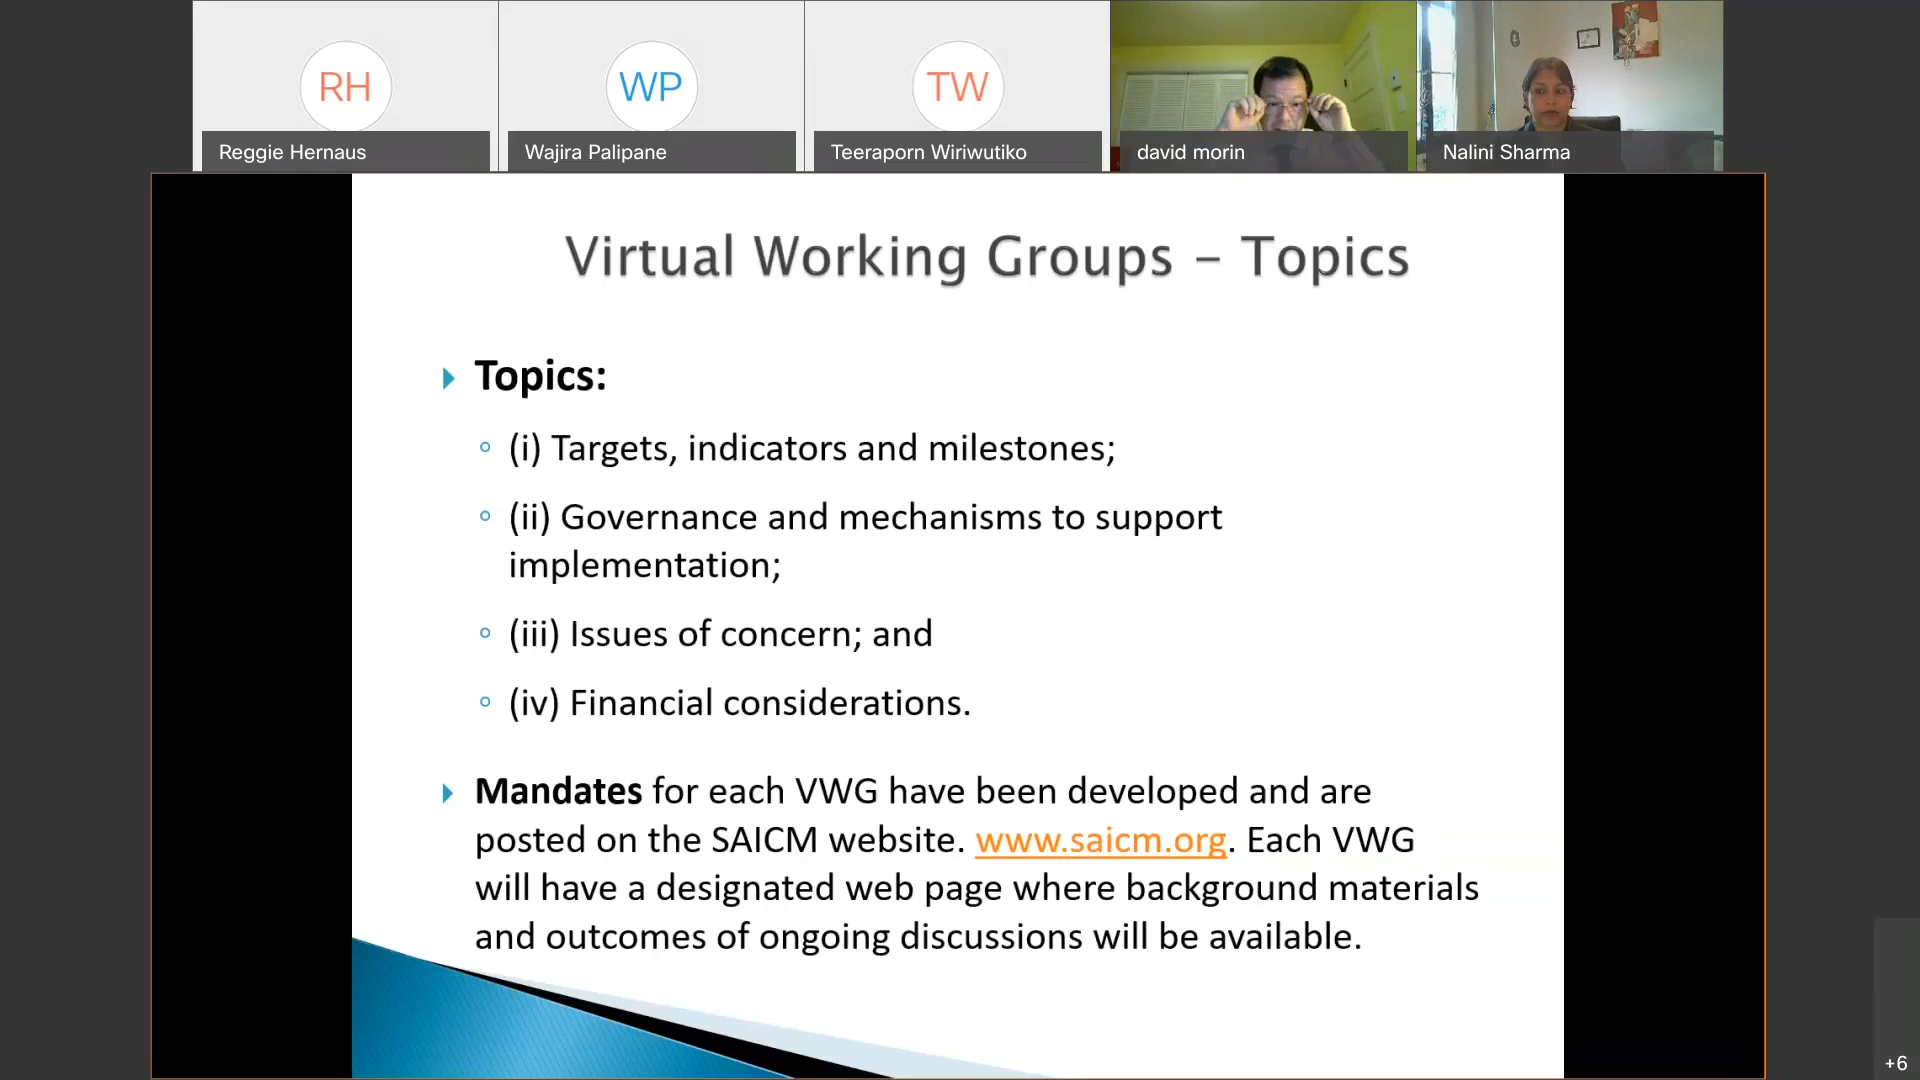 RH
WP
TW
Reggie Hernaus
Wajira Palipane
Teeraporn Wiriwutiko
david morin
Nalini Sharma
Virtual Working Groups – Topics
Topics:
(i) Targets, indicators and milestones;
(ii) Governance and mechanisms to support
implementation;
(iii) Issues of concern; and
(iv) Financial considerations.
Mandates for each VWG have been developed and are
posted on the SAICM website. www.saicm.org. Each VWG
will have a designated web page where background materials
and outcomes of ongoing discussions will be available.
+6